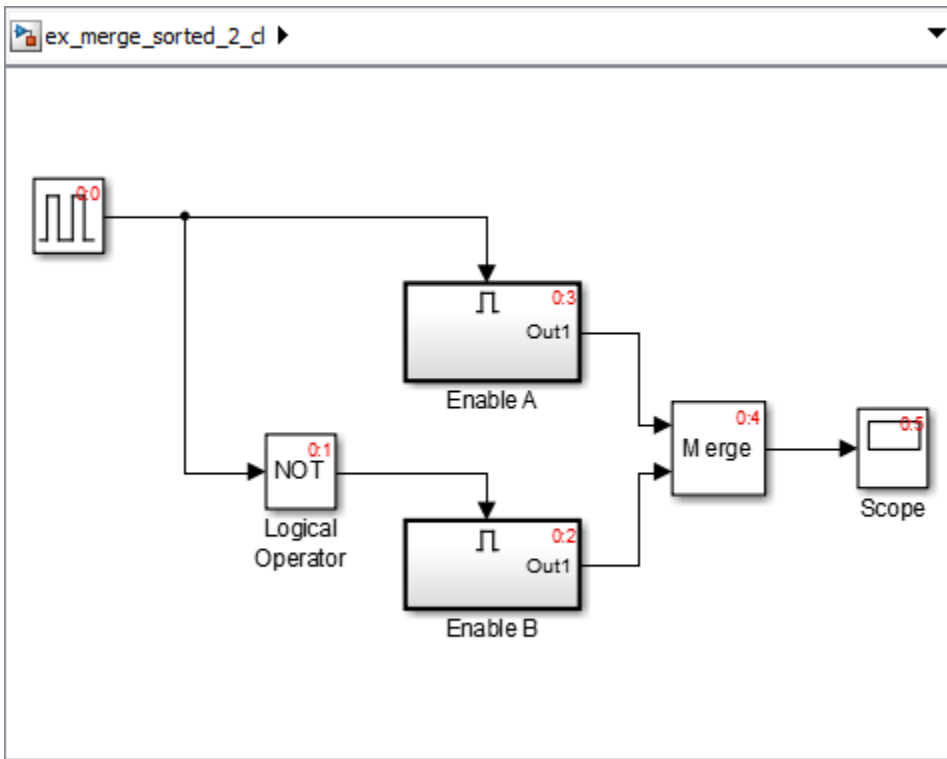 ex_merge_sorted_2_cl
0:0
0:3
Out1
Enable A
0:4
Merge
0:5
Scope
0:1
NOT
Logical
Operator
0:2
Out1
Enable B